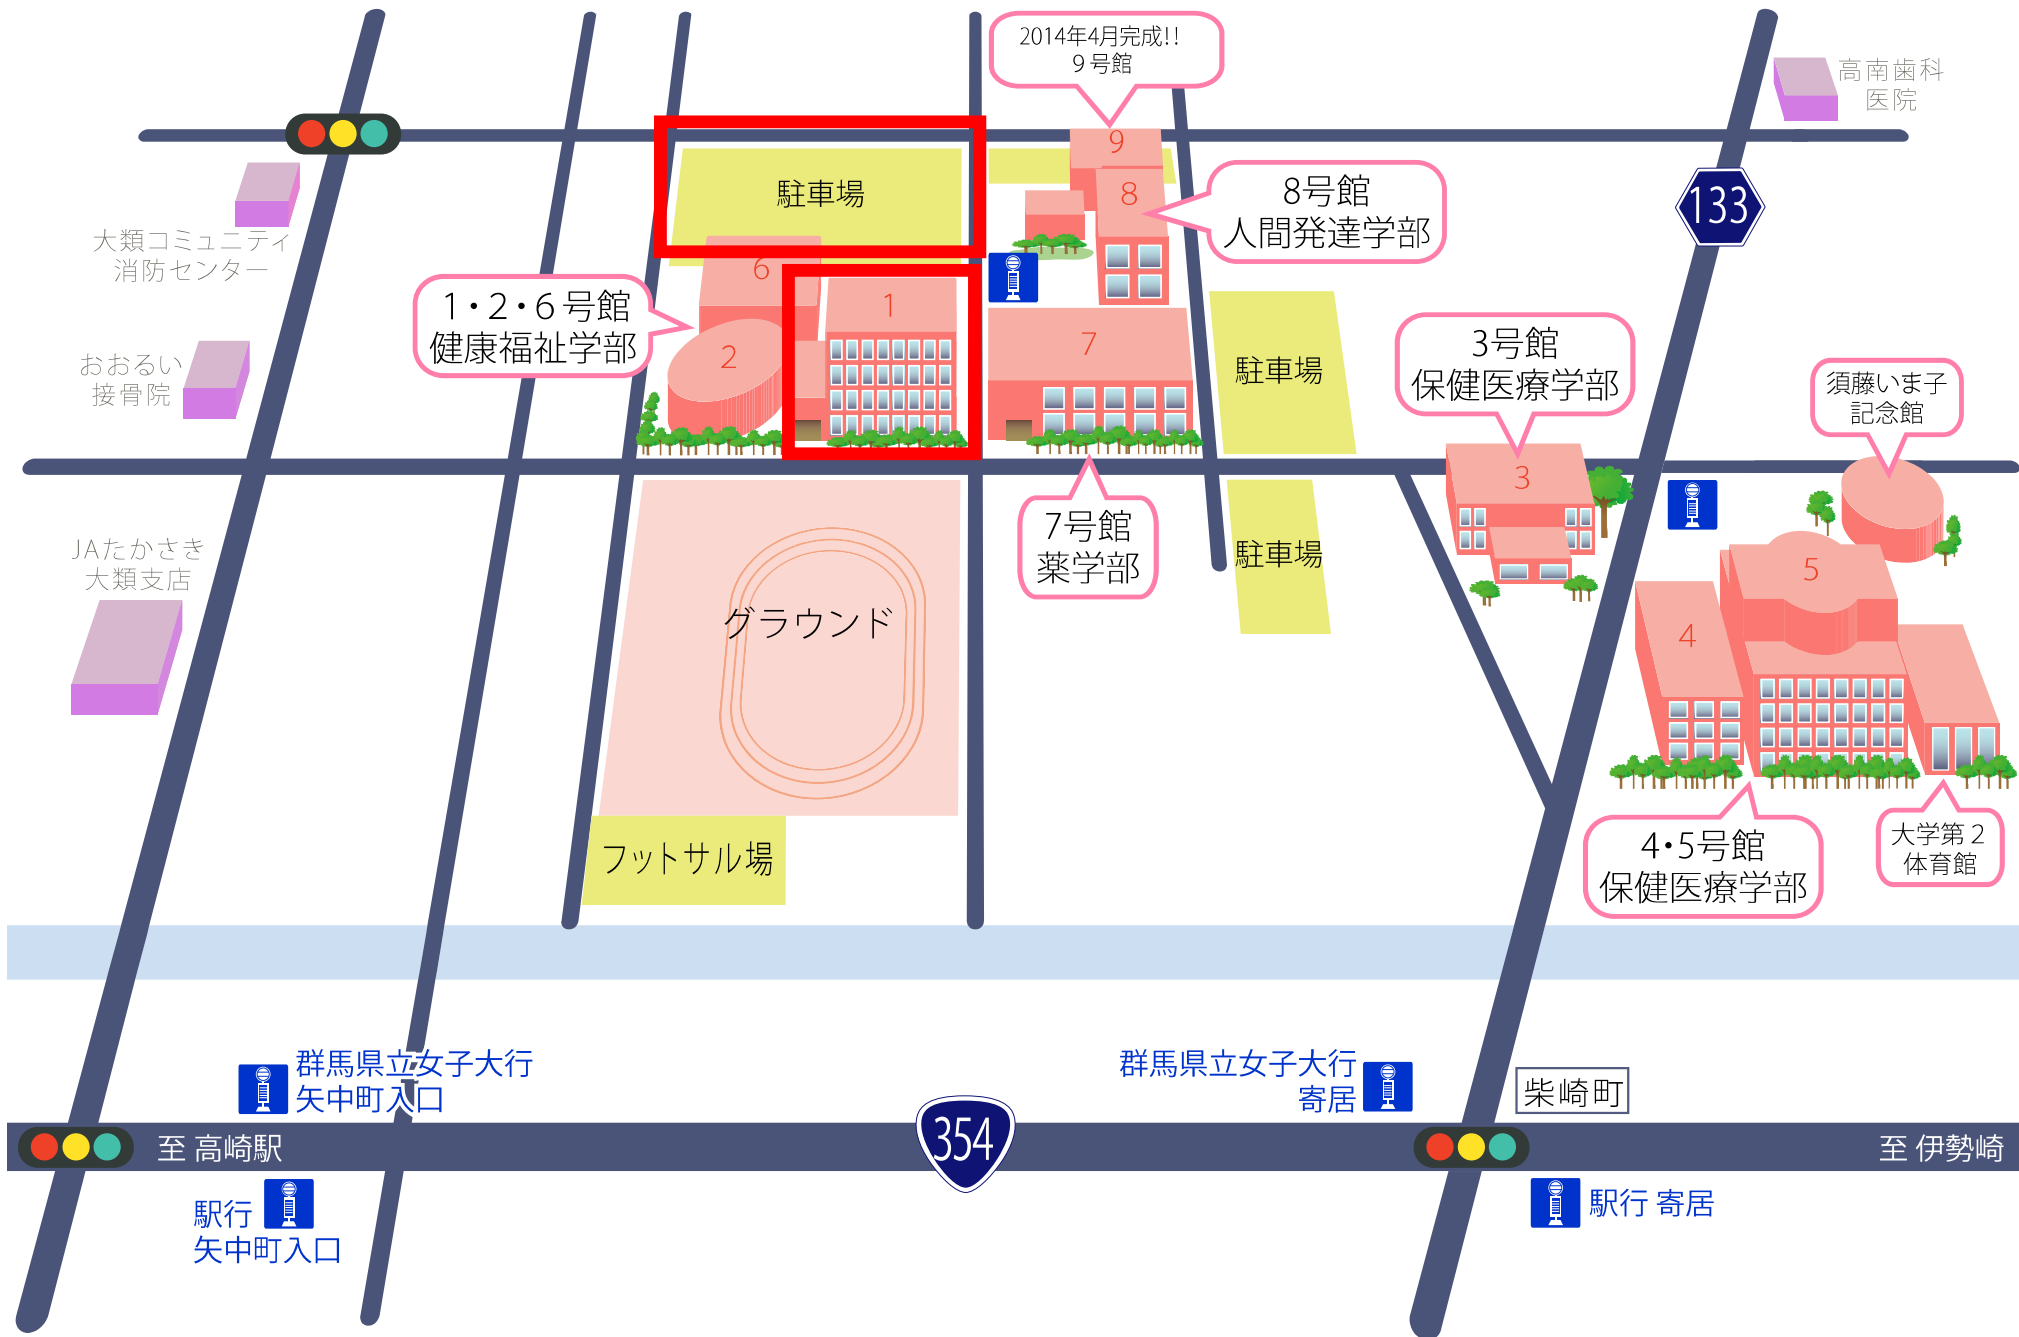 2014年4月完成!!
９号館
9
高南歯科
医院
駐車場
8
8号館
人間発達学部
133
大類コミュニティ
消防センター
6
1・2・6 号館
健康福祉学部
1
2
7
駐車場
3号館
保健医療学部
須藤いま子
記念館
おおるい
接骨院
3
7号館
薬学部
駐車場
JAたかさき
大類支店
グラウンド
5
4
フットサル場
4・5号館
保健医療学部
大学第２
体育館
群馬県立女子大行
矢中町入口
群馬県立女子大行
寄居
柴崎町
至 高崎駅
354
至 伊勢崎
駅行
矢中町入口
駅行 寄居